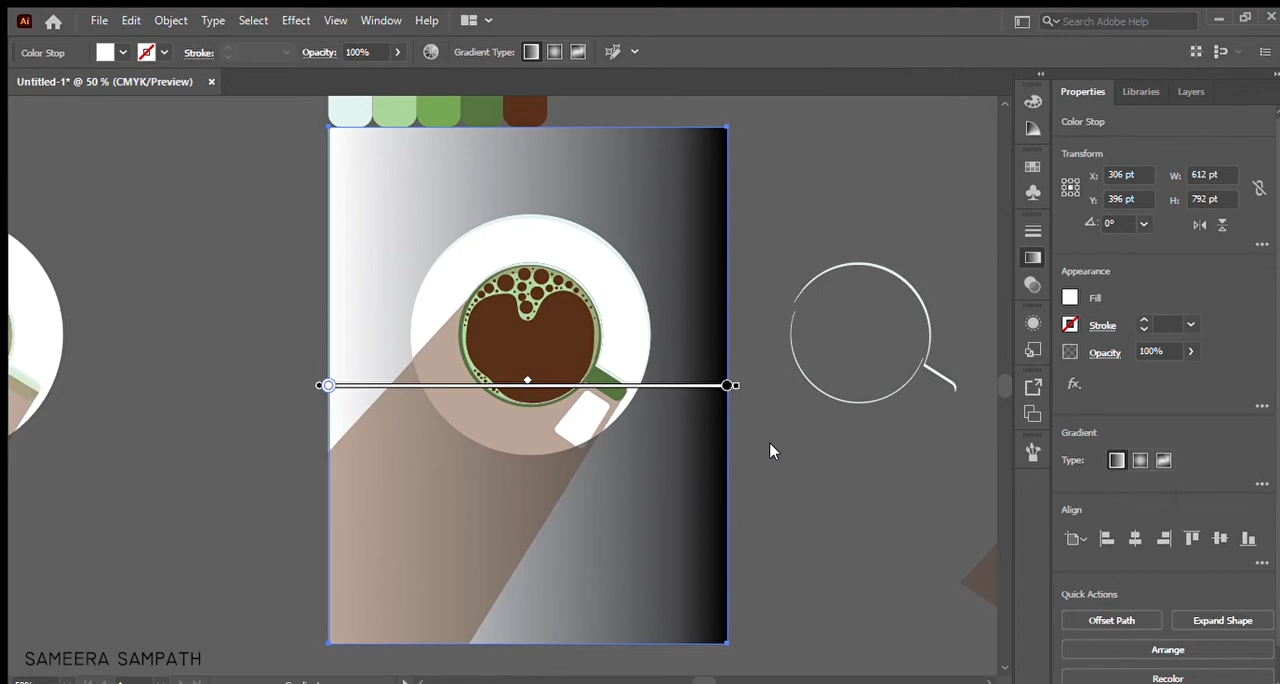 Ai File Edit Object Type Select Effect View Window Help Search Adobe Help
Color Stop Stroke: Opacity: 100% Gradient Type:
Untitled-1* @ 50 % (CMYK/Preview) ×
Properties Libraries Layers
Color Stop
Transform
X: 306 pt W: 612 pt
Y: 396 pt H: 792 pt
0°
Appearance
Fill
Stroke
Opacity 100%
fx.
Gradient
Type:
Align
Quick Actions
Offset Path Expand Shape
Arrange
Recolor
SAMEERA SAMPATH